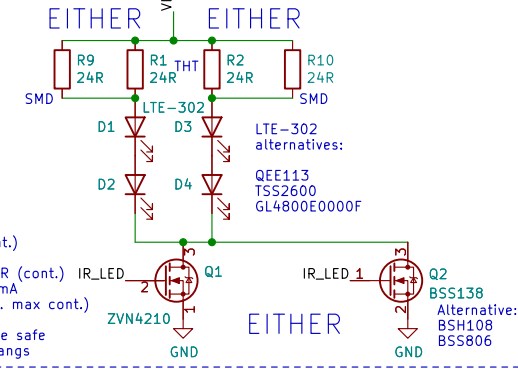 EITHER EITHER
R9
24R
R1
24R
THT
R2
24R
R10
24R
SMD
SMD
LTE-302
D1
D3
D2
D4
LTE-302
alternatives:
QEE113
TSS2600
GL4800E0000F
t.)
R (cont.)
mA
. max cont.)
e safe
angs
IR_LED
2
3
1
Q1
ZVN4210
GND
EITHER
IR_LED
1
3
2
Q2
BSS138
Alternative:
BSH108
BSS806
GND